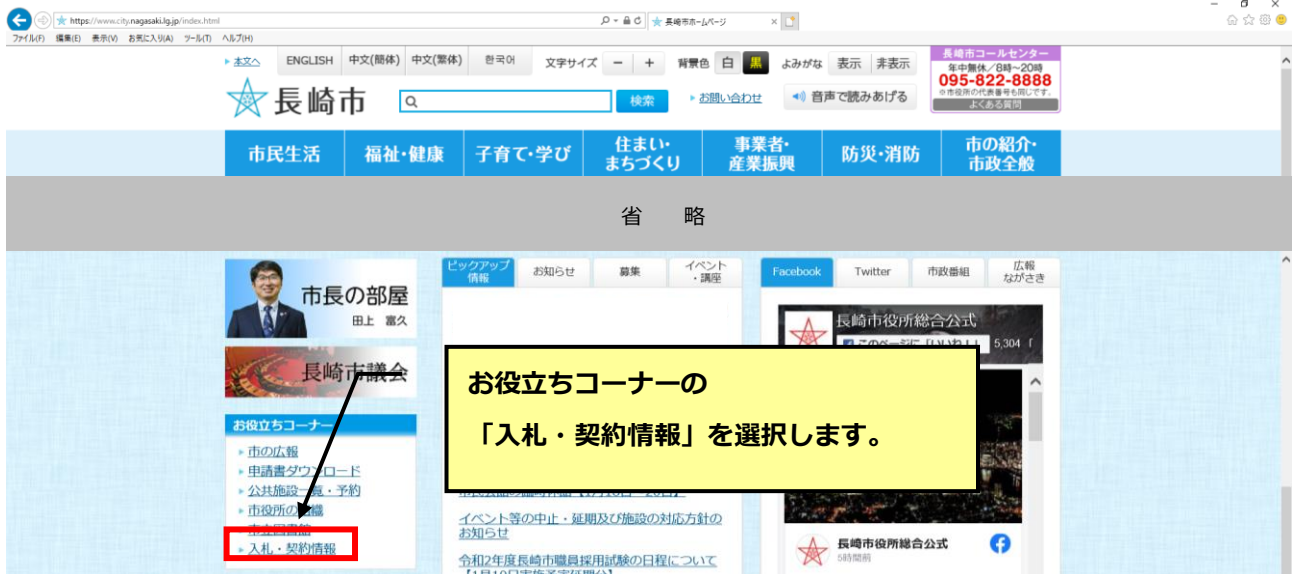 https://www.city.nagasaki.lg.jp/index.html
長崎市ホームページ
ファイル(F) 編集(E) 表示(V) お気に入り(A) ツール(T) ヘルプ(H)
本文へ ENGLISH 中文(簡体) 中文(繁体) 한국어 文字サイズ － ＋ 背景色 白 黒 よみがな 表示 非表示
長崎市コールセンター
年中無休／8時～20時
095-822-8888
※市役所の代表番号も同じです。
よくある質問
長崎市 検索 お問い合わせ 音声で読みあげる
市民生活 福祉・健康 子育て・学び 住まい・まちづくり 事業者・産業振興 防災・消防 市の紹介・市政全般
省 略
市長の部屋
田上 富久
長崎市議会
お役立ちコーナー
市の広報
申請書ダウンロード
公共施設一覧・予約
市役所の組織
市立図書館
入札・契約情報
ピックアップ情報 お知らせ 募集 イベント・講座
お役立ちコーナーの
「入札・契約情報」を選択します。
イベント等の中止・延期及び施設の対応方針の
お知らせ
令和2年度長崎市職員採用試験の日程について
Facebook Twitter 市政番組 広報ながさき
長崎市役所総合公式
5,304
長崎市役所総合公式
5時間前